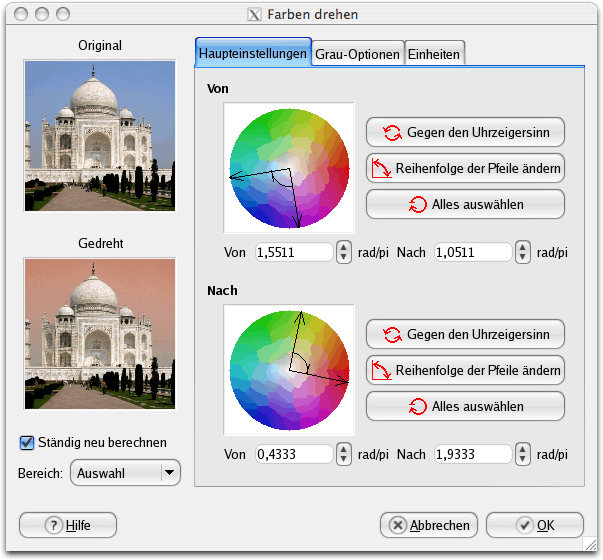 Farben drehen
Original
Haupteinstellungen Grau-Optionen Einheiten
Von
Gegen den Uhrzeigersinn
Reihenfolge der Pfeile ändern
Alles auswählen
Von 1,5511 rad/pi Nach 1,0511 rad/pi
Gedreht
Nach
Gegen den Uhrzeigersinn
Reihenfolge der Pfeile ändern
Alles auswählen
Ständig neu berechnen
Von 0,4333 rad/pi Nach 1,9333 rad/pi
Bereich: Auswahl
Hilfe Abbrechen OK